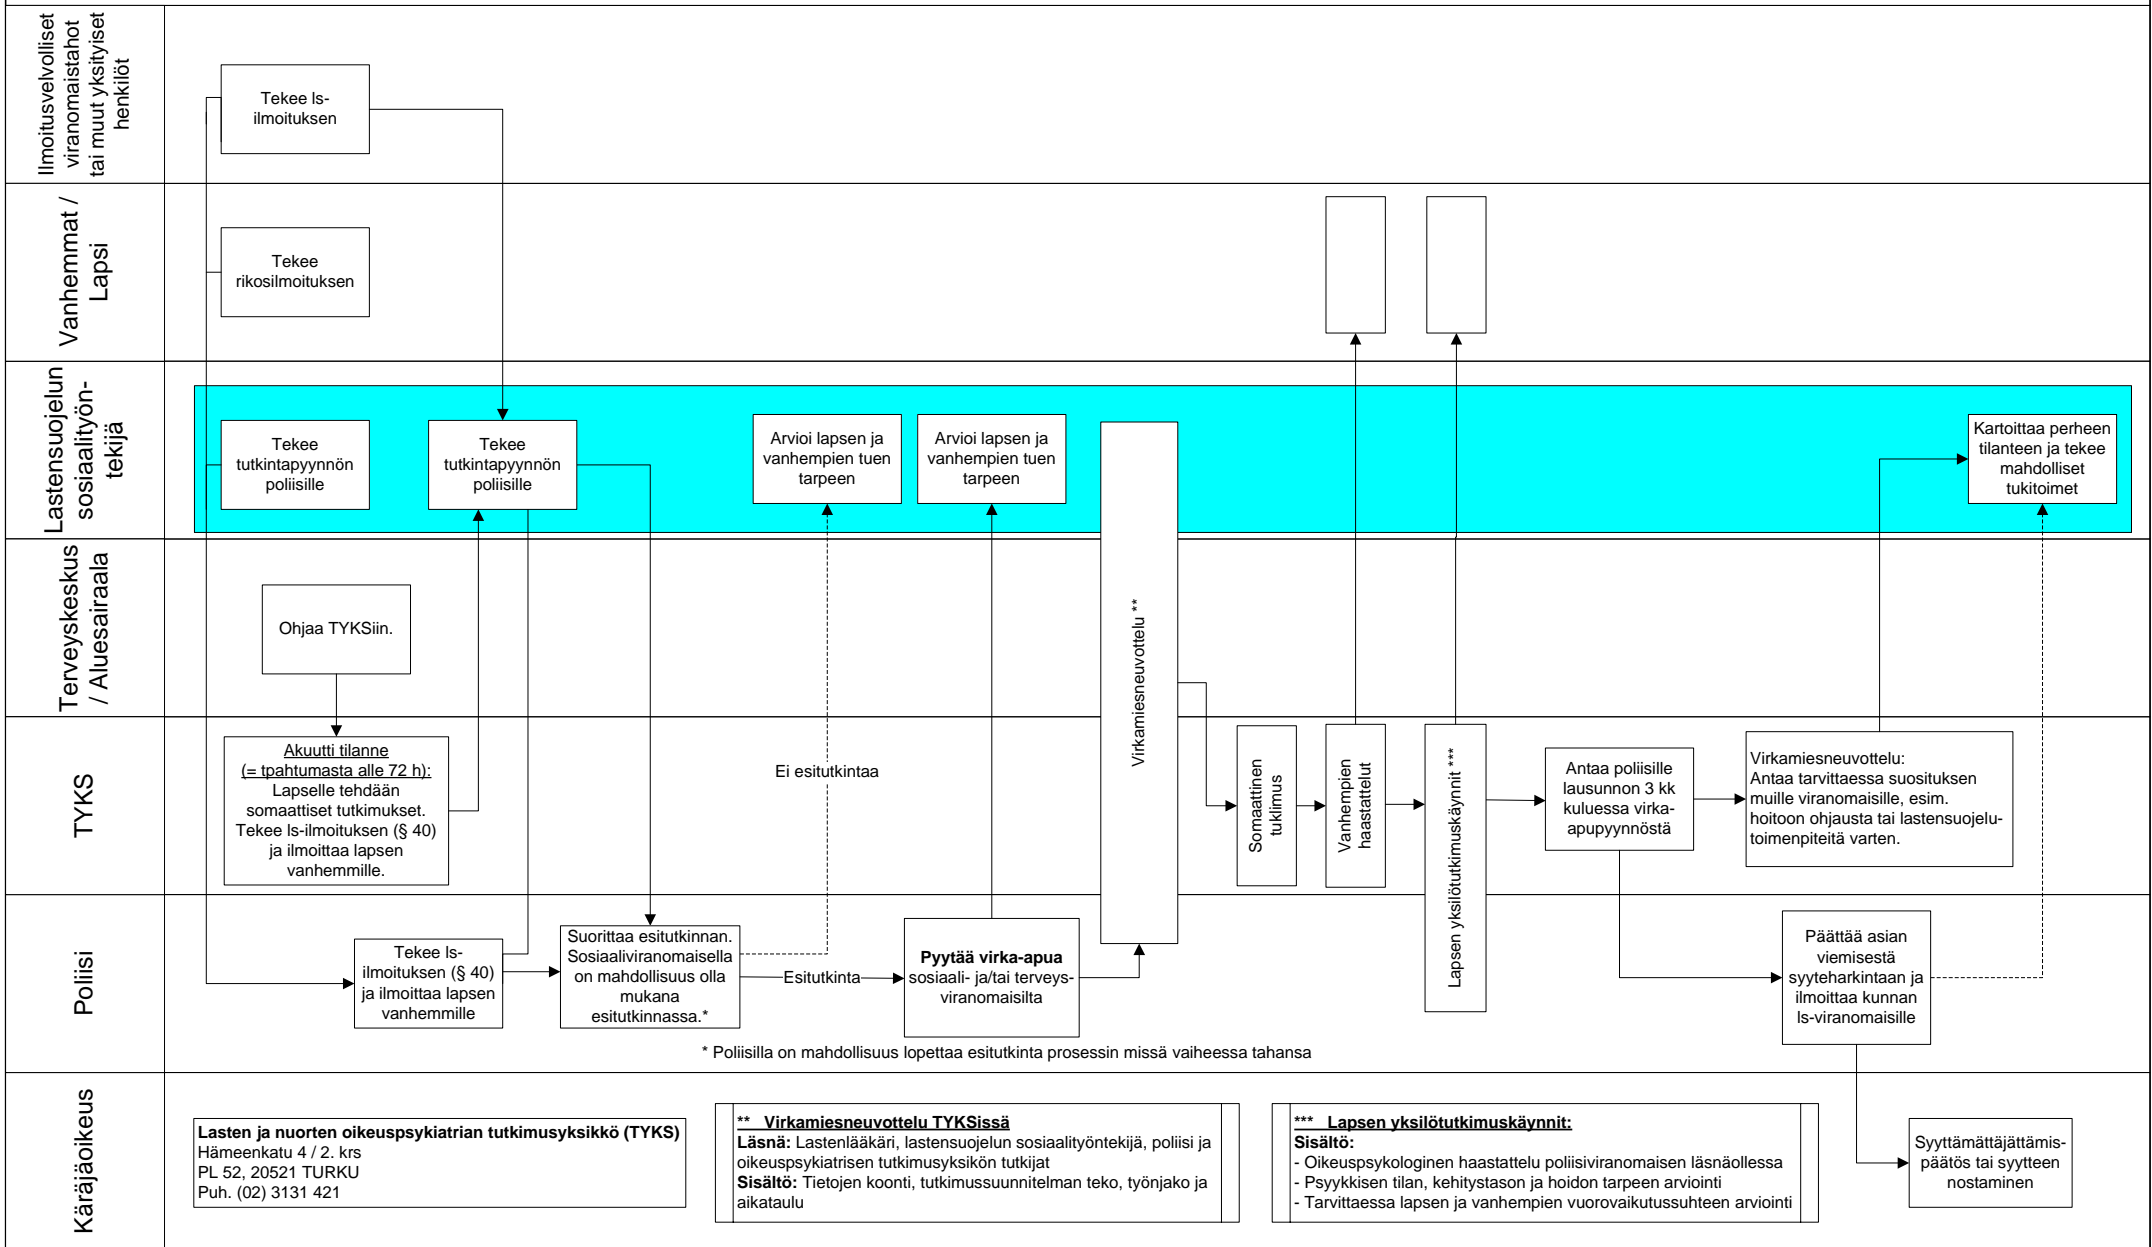 Ilmoitusvelvolliset
viranomaistahot
tai muut yksityiset
henkilöt
Tekee ls-
ilmoituksen
Vanhemmat /
Lapsi
Tekee
rikosilmoituksen
Lastensuojelun
sosiaalityön-
tekijä
Tekee
tutkintapyynnön
poliisille
Tekee
tutkintapyynnön
poliisille
Arvioi lapsen ja
vanhempien tuen
tarpeen
Arvioi lapsen ja
vanhempien tuen
tarpeen
Kartoittaa perheen
tilanteen ja tekee
mahdolliset
tukitoimet
Terveyskeskus
/ Aluesairaala
Ohjaa TYKSiin.
Virkamiesneuvottelu **
TYKS
Akuutti tilanne
(= tpahtumasta alle 72 h):
Lapselle tehdään
somaattiset tutkimukset.
Tekee ls-ilmoituksen (§ 40)
ja ilmoittaa lapsen
vanhemmille.
Ei esitutkintaa
Somaattinen
tukIimus
Vanhempien
haastattelut
Lapsen yksilötutkimuskäynnit ***
Antaa poliisille
lausunnon 3 kk
kuluessa virka-
apupyynnöstä
Virkamiesneuvottelu:
Antaa tarvittaessa suosituksen
muille viranomaisille, esim.
hoitoon ohjausta tai lastensuojelu-
toimenpiteitä varten.
Poliisi
Tekee ls-
ilmoituksen (§ 40)
ja ilmoittaa lapsen
vanhemmille
Suorittaa esitutkinnan.
Sosiaaliviranomaisella
on mahdollisuus olla
mukana
esitutkinnassa.*
Esitutkinta
Pyytää virka-apua
sosiaali- ja/tai terveys-
viranomaisilta
Päättää asian
viemisestä
syyteharkintaan ja
ilmoittaa kunnan
ls-viranomaisille
* Poliisilla on mahdollisuus lopettaa esitutkinta prosessin missä vaiheessa tahansa
Käräjäoikeus
Lasten ja nuorten oikeuspsykiatrian tutkimusyksikkö (TYKS)
Hämeenkatu 4 / 2. krs
PL 52, 20521 TURKU
Puh. (02) 3131 421
** Virkamiesneuvottelu TYKSissä
Läsnä: Lastenlääkäri, lastensuojelun sosiaalityöntekijä, poliisi ja
oikeuspsykiatrisen tutkimusyksikön tutkijat
Sisältö: Tietojen koonti, tutkimussuunnitelman teko, työnjako ja
aikataulu
*** Lapsen yksilötutkimuskäynnit:
Sisältö:
- Oikeuspsykologinen haastattelu poliisiviranomaisen läsnäollessa
- Psyykkisen tilan, kehitystason ja hoidon tarpeen arviointi
- Tarvittaessa lapsen ja vanhempien vuorovaikutussuhteen arviointi
Syyttämättäjättämis-
päätös tai syytteen
nostaminen